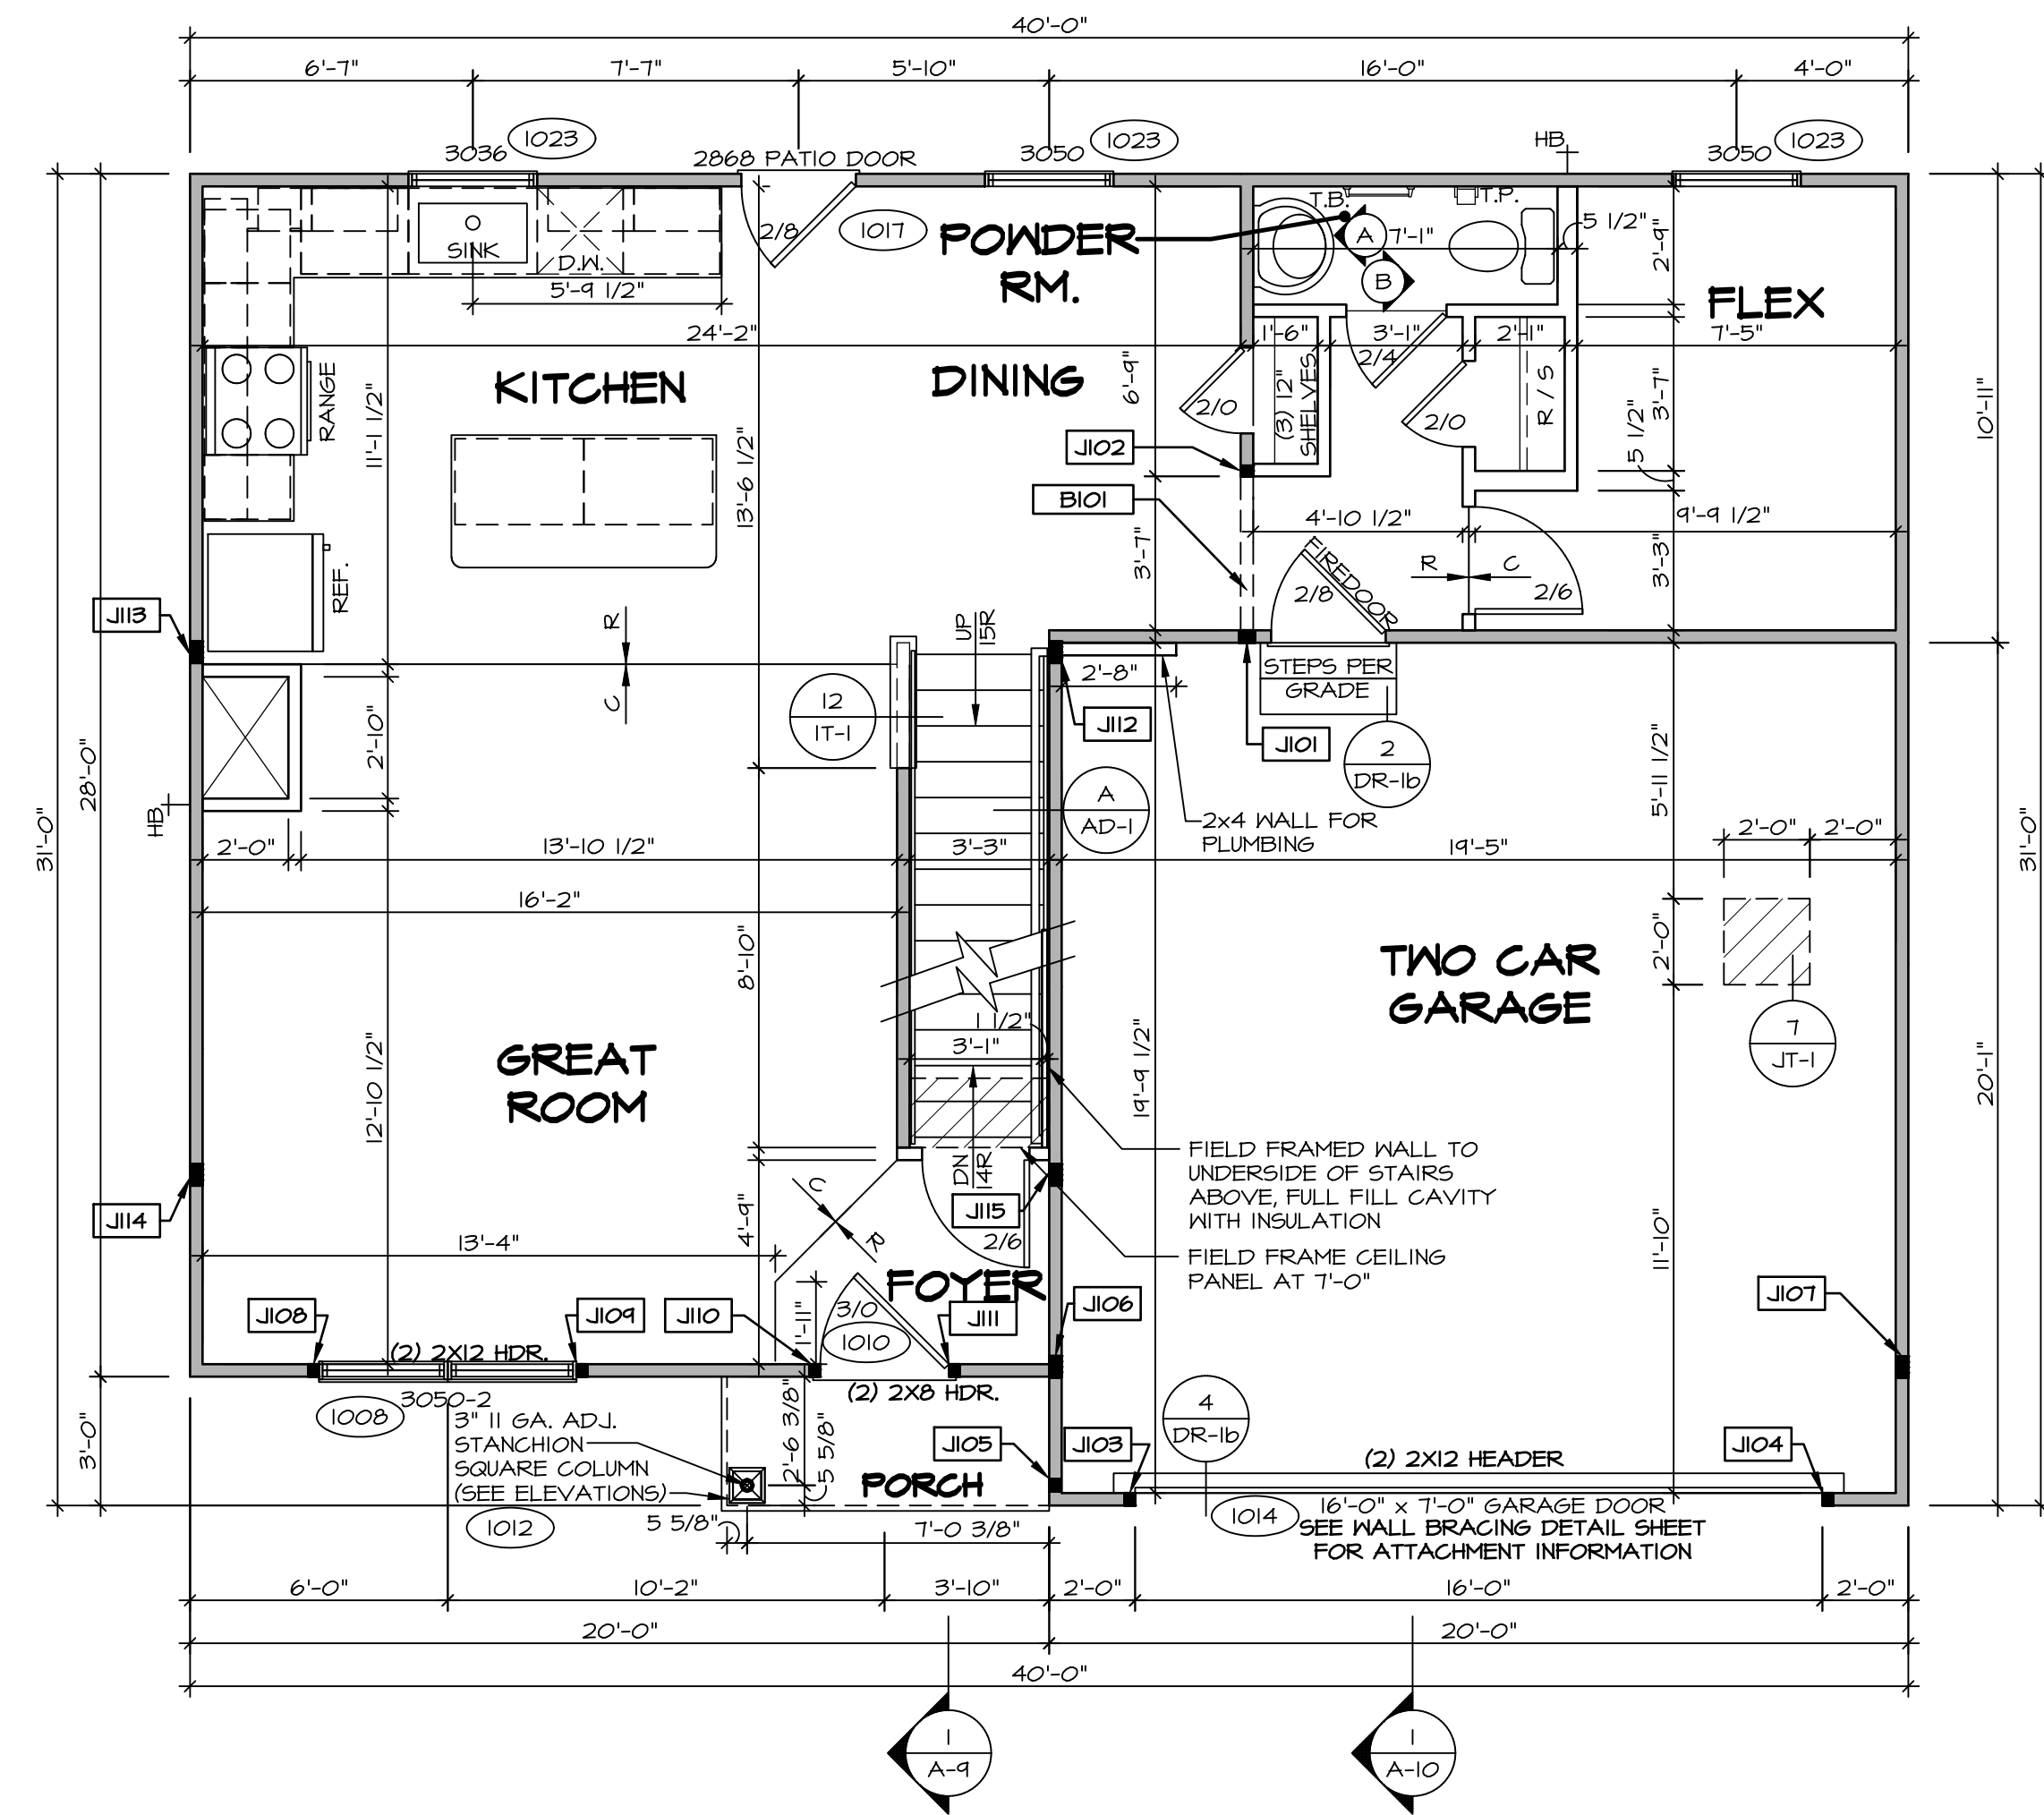 40'-0"
6'-7" 7'-7" 5'-10" 16'-0" 4'-0"
1023 1023 HB 1023
3036 2868 PATIO DOOR 3050 3050
T.B. T.P.
2/8 1017 POWDER A 7'-1" 5 1/2" 2'-9"
SINK RM. B
D.W.
5'-9 1/2" FLEX
24'-2" 1'-6" 3'-1" 2'-1" 7'-5"
2/4
RANGE 11'-1 1/2" KITCHEN DINING 6'-9" 2/0 (3) 12"
SHELVES 2/0 R / S 3'-7" 10'-11"
5 1/2"
13'-6 1/2" J102
B101
4'-10 1/2" 9'-9 1/2"
3'-7" FIREDOOR R C 3'-3"
REF. 2/8 2/6
J113 R UP
15R
C
STEPS PER
GRADE
2'-8"
12
IT-1
J112 J101
2
DR-1b
28'-0" 2'-10" 5'-11 1/2"
A
AD-1
HB 2x4 WALL FOR
PLUMBING
2'-0" 2'-0"
31'-0" 31'-0"
2'-0" 13'-10 1/2" 3'-3" 19'-5"
16'-2"
8'-10" TWO CAR
GARAGE
2'-0"
1 1/2" 7
JT-1
3'-1"
GREAT
ROOM
12'-10 1/2" 19'-9 1/2" 20'-1"
FIELD FRAMED WALL TO
UNDERSIDE OF STAIRS
ABOVE, FULL FILL CAVITY
WITH INSULATION
DN
14R
C
J114 J115 4'-9" 11'-10"
R 2/6
13'-4" FIELD FRAME CEILING
PANEL AT 7'-0"
FOYER
J108 J109 J110 1'-11" 3/0 J111 J106 J107
1010
(2) 2X12 HDR.
3050-2 (2) 2X8 HDR.
1008 3" 11 GA. ADJ.
STANCHION
SQUARE COLUMN
(SEE ELEVATIONS)
2'-6 3/8"
5 5/8"
3'-0" 4
DR-1b
J105 J103 J104
(2) 2X12 HEADER
PORCH
1012 5 5/8" 7'-0 3/8" 1014 16'-0" x 7'-0" GARAGE DOOR
SEE WALL BRACING DETAIL SHEET
FOR ATTACHMENT INFORMATION
6'-0" 10'-2" 3'-10" 2'-0" 16'-0" 2'-0"
20'-0" 20'-0"
40'-0"
1 1
A-9 A-10